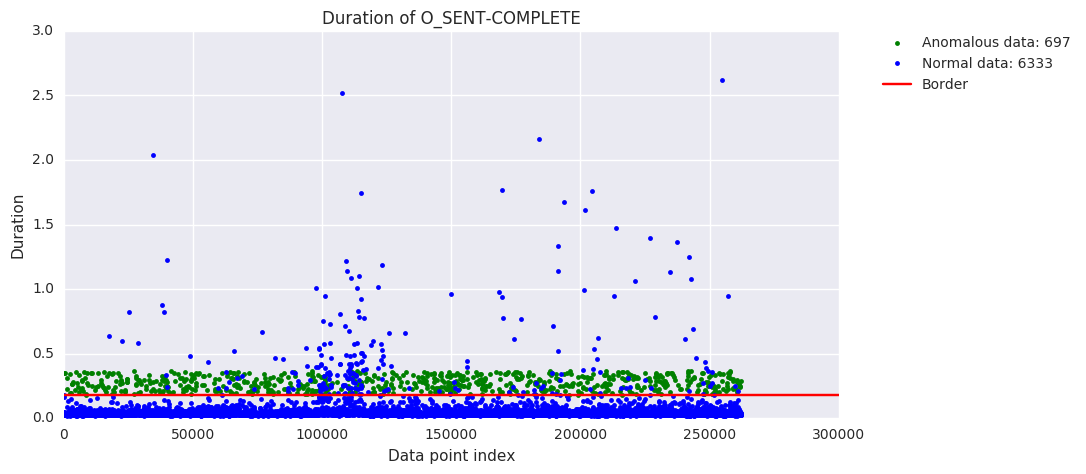 Duration of O_SENT-COMPLETE
3.0
2.5
2.0
1.5
1.0
0.5
0.0
Duration
0 50000 100000 150000 200000 250000 300000
Data point index
Anomalous data: 697
Normal data: 6333
Border